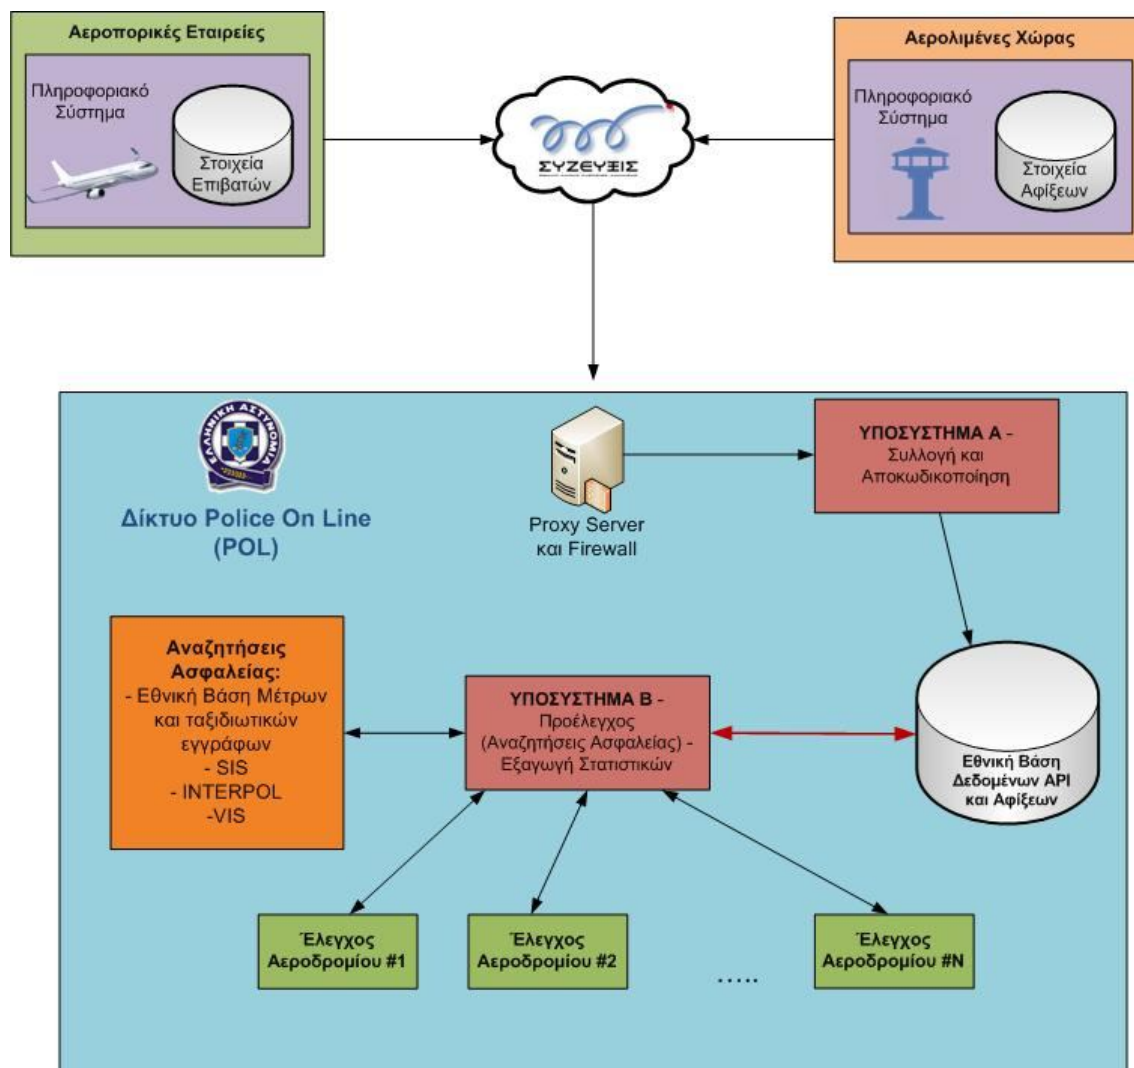 Αεροπορικές Εταιρείες
Πληροφοριακό
Σύστημα
Στοιχεία
Επιβατών
ΣΥΖΕΥΞΙΣ
Αερολιμένες Χώρας
Πληροφοριακό
Σύστημα
Στοιχεία
Αφίξεων
ΕΛΛΗΝΙΚΗ ΑΣΤΥΝΟΜΙΑ
Δίκτυο Police On Line
(POL)
Proxy Server
και Firewall
ΥΠΟΣΥΣΤΗΜΑ Α -
Συλλογή και
Αποκωδικοποίηση
Αναζητήσεις
Ασφαλείας:
- Εθνική Βάση Μέτρων
και ταξιδιωτικών
εγγράφων
- SIS
- INTERPOL
-VIS
ΥΠΟΣΥΣΤΗΜΑ Β -
Προέλεγχος
(Αναζητήσεις Ασφαλείας) -
Εξαγωγή Στατιστικών
Εθνική Βάση
Δεδομένων API
και Αφίξεων
Έλεγχος
Αεροδρομίου #1
Έλεγχος
Αεροδρομίου #2
.....
Έλεγχος
Αεροδρομίου #N